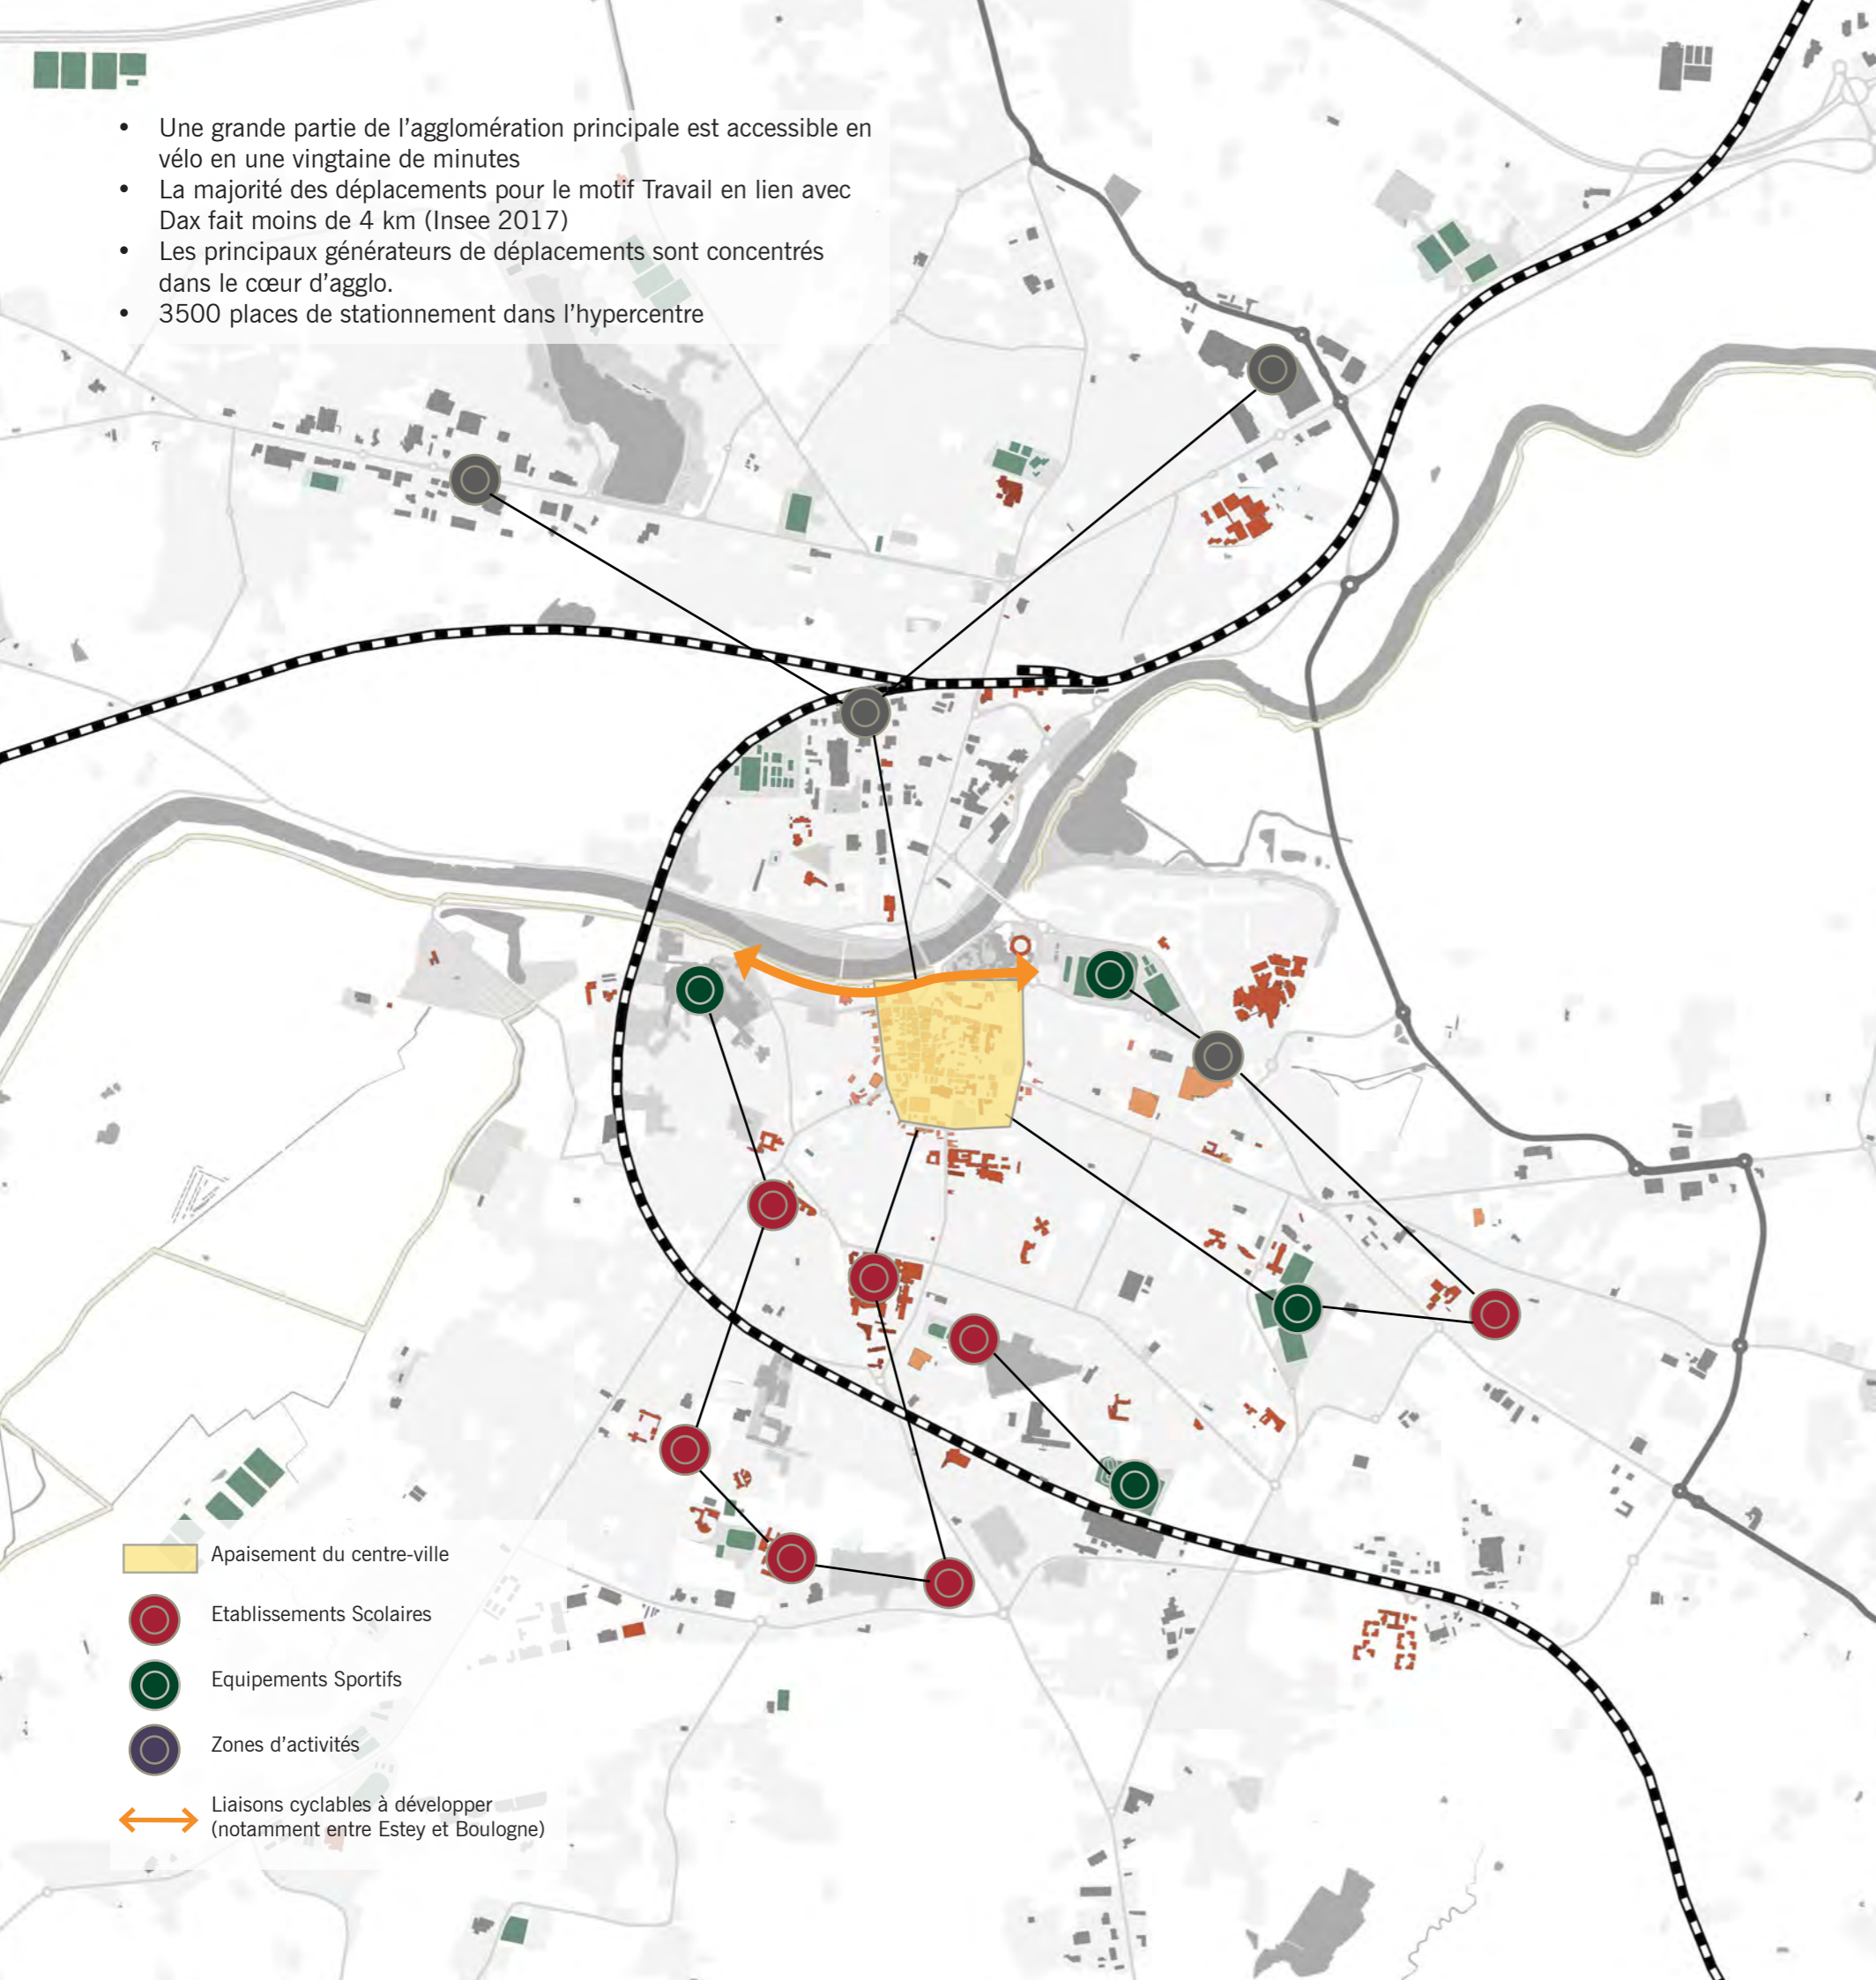 • Une grande partie de l’agglomération principale est accessible en
vélo en une vingtaine de minutes
• La majorité des déplacements pour le motif Travail en lien avec
Dax fait moins de 4 km (Insee 2017)
• Les principaux générateurs de déplacements sont concentrés
dans le cœur d’agglo.
• 3500 places de stationnement dans l’hypercentre
Apaisement du centre-ville
Etablissements Scolaires
Equipements Sportifs
Zones d’activités
Liaisons cyclables à développer
(notamment entre Estey et Boulogne)